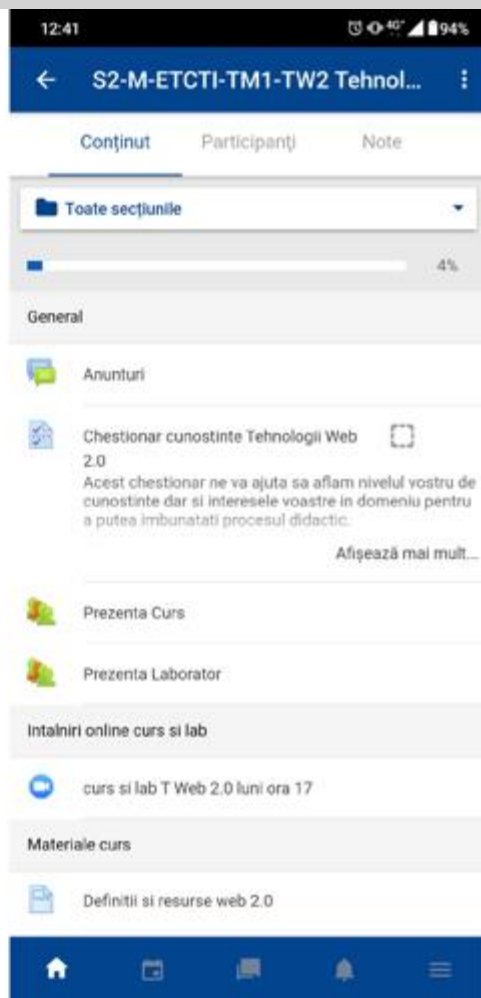 12:41
4G+
94%
S2-M-ETCTI-TM1-TW2 Tehnol...
Conținut
Participanți
Note
Toate secțiunile
4%
General
Anunturi
Chestionar cunostinte Tehnologii Web
2.0
Acest chestionar ne va ajuta sa aflam nivelul vostru de
cunostinte dar si interesele voastre in domeniu pentru
a putea imbunatati procesul didactic.
Afișează mai mult...
Prezenta Curs
Prezenta Laborator
Intalniri online curs si lab
curs si lab T Web 2.0 luni ora 17
Materiale curs
Definitii si resurse web 2.0